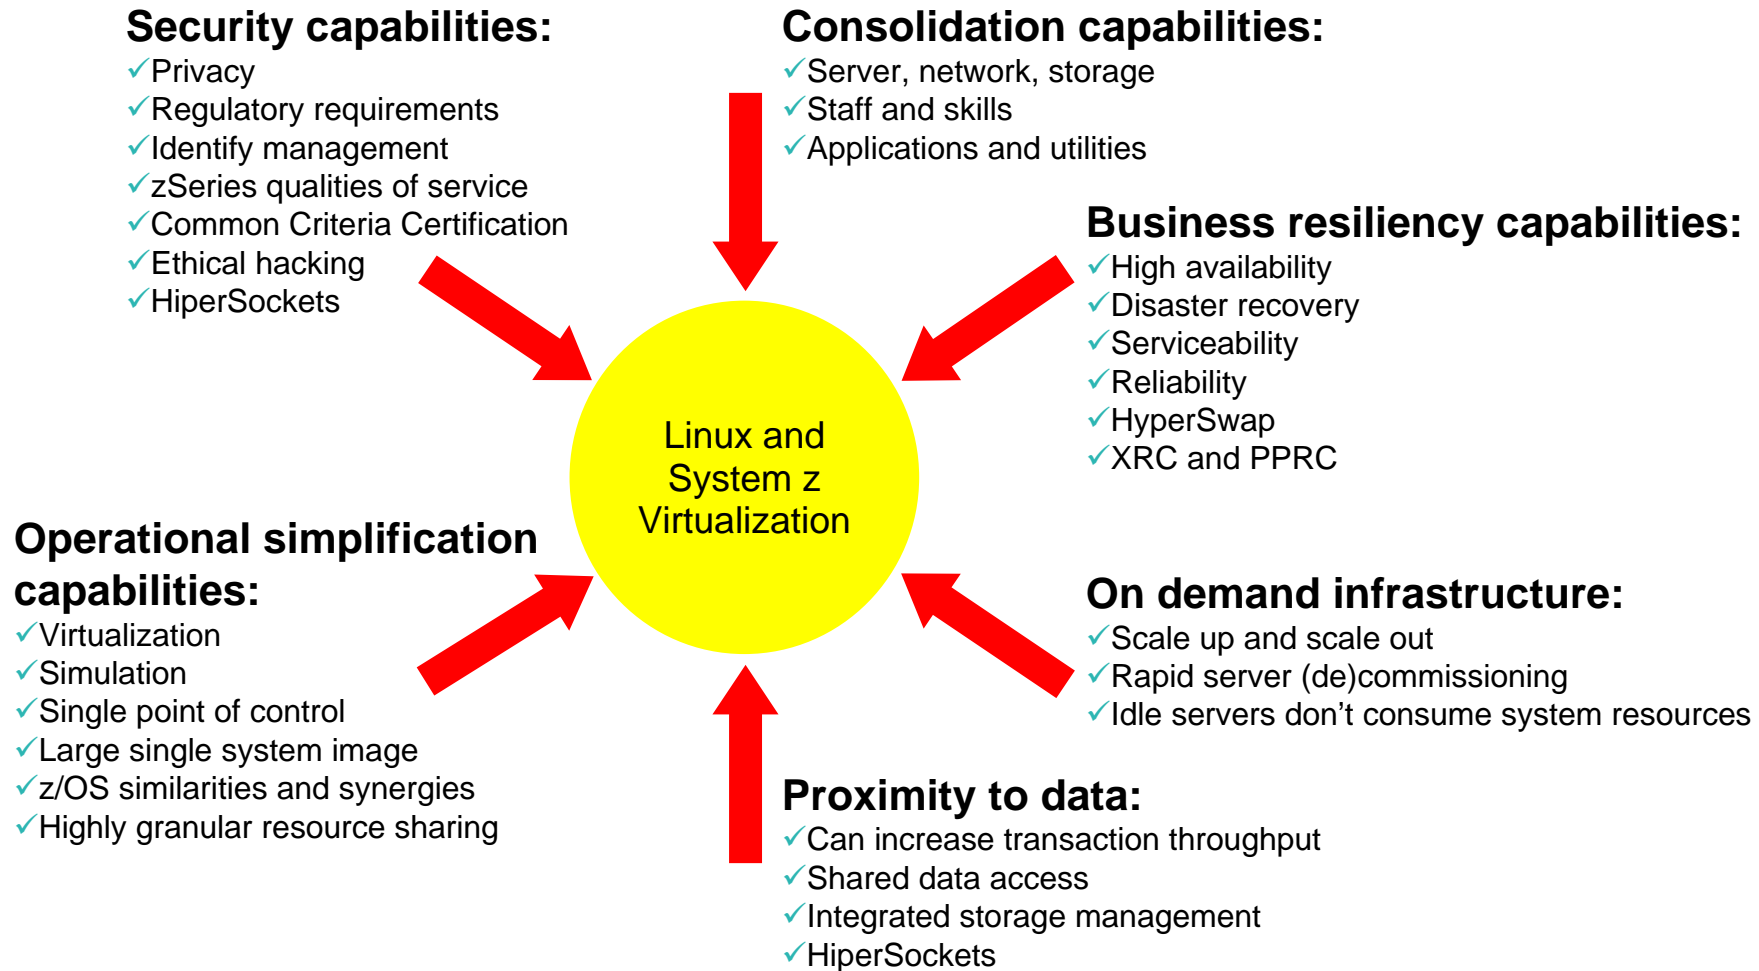 Security capabilities:
✓Privacy
✓Regulatory requirements
✓Identify management
✓zSeries qualities of service
✓Common Criteria Certification
✓Ethical hacking
✓HiperSockets
Consolidation capabilities:
✓Server, network, storage
✓Staff and skills
✓Applications and utilities
Business resiliency capabilities:
✓High availability
✓Disaster recovery
✓Serviceability
✓Reliability
✓HyperSwap
✓XRC and PPRC
Linux and
System z
Virtualization
Operational simplification
capabilities:
✓Virtualization
✓Simulation
✓Single point of control
✓Large single system image
✓z/OS similarities and synergies
✓Highly granular resource sharing
On demand infrastructure:
✓Scale up and scale out
✓Rapid server (de)commissioning
✓Idle servers don’t consume system resources
Proximity to data:
✓Can increase transaction throughput
✓Shared data access
✓Integrated storage management
✓HiperSockets